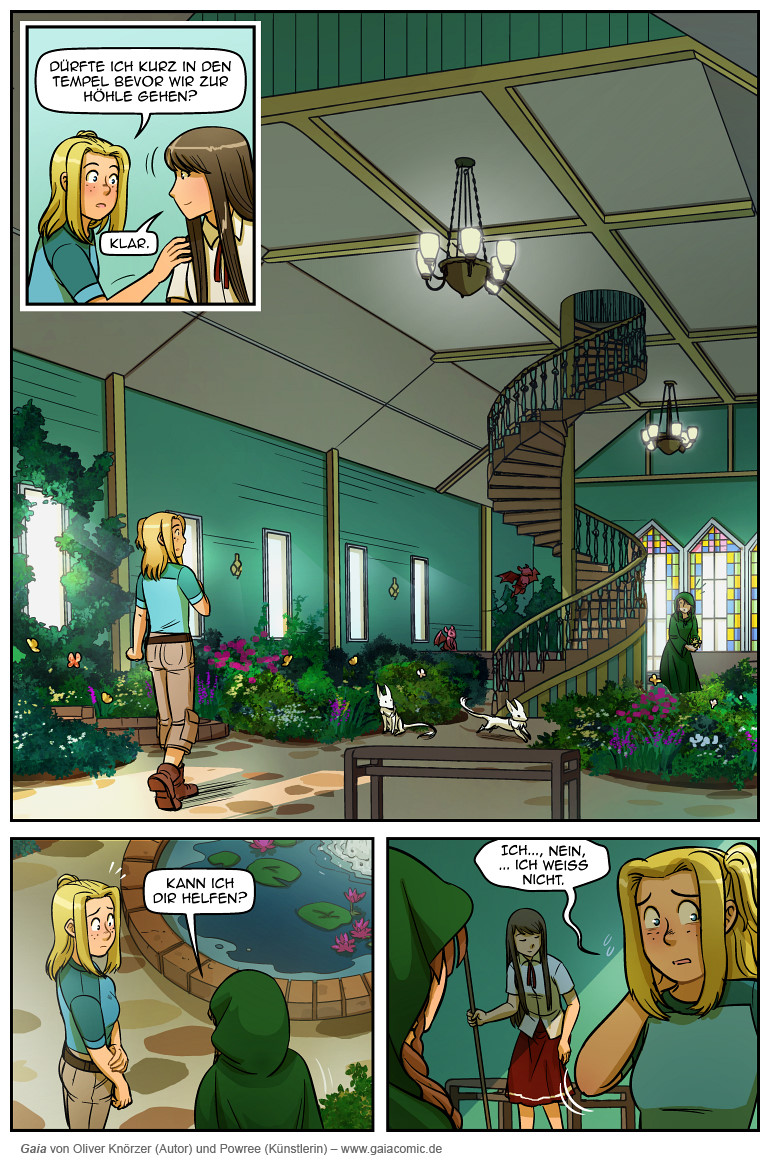 DÜRFTE ICH KURZ IN DEN
TEMPEL BEVOR WIR ZUR
HÖHLE GEHEN?
KLAR.
KANN ICH
DIR HELFEN?
ICH..., NEIN,
... ICH WEISS
NICHT.
Gaia von Oliver Knörzer (Autor) und Powree (Künstlerin) – www.gaiacomic.de